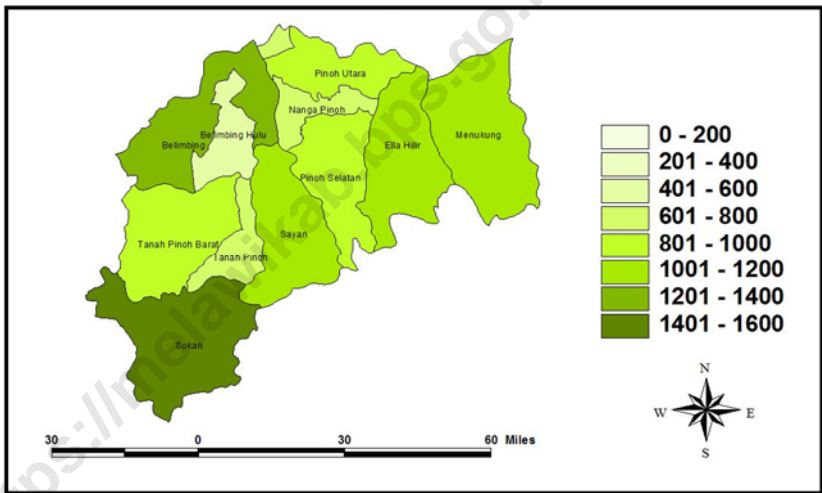 Pinoh Utara
Nanga Pinoh
Belimbing Hulu
Belimbing
Ella Hilir
Menukung
Pinoh Selatan
Sayan
Tanah Pinoh Barat
Tanah Pinoh
Sokan
0 - 200
201 - 400
401 - 600
601 - 800
801 - 1000
1001 - 1200
1201 - 1400
1401 - 1600
N
W E
S
30 0 30 60 Miles
https://melawikab.bps.go.